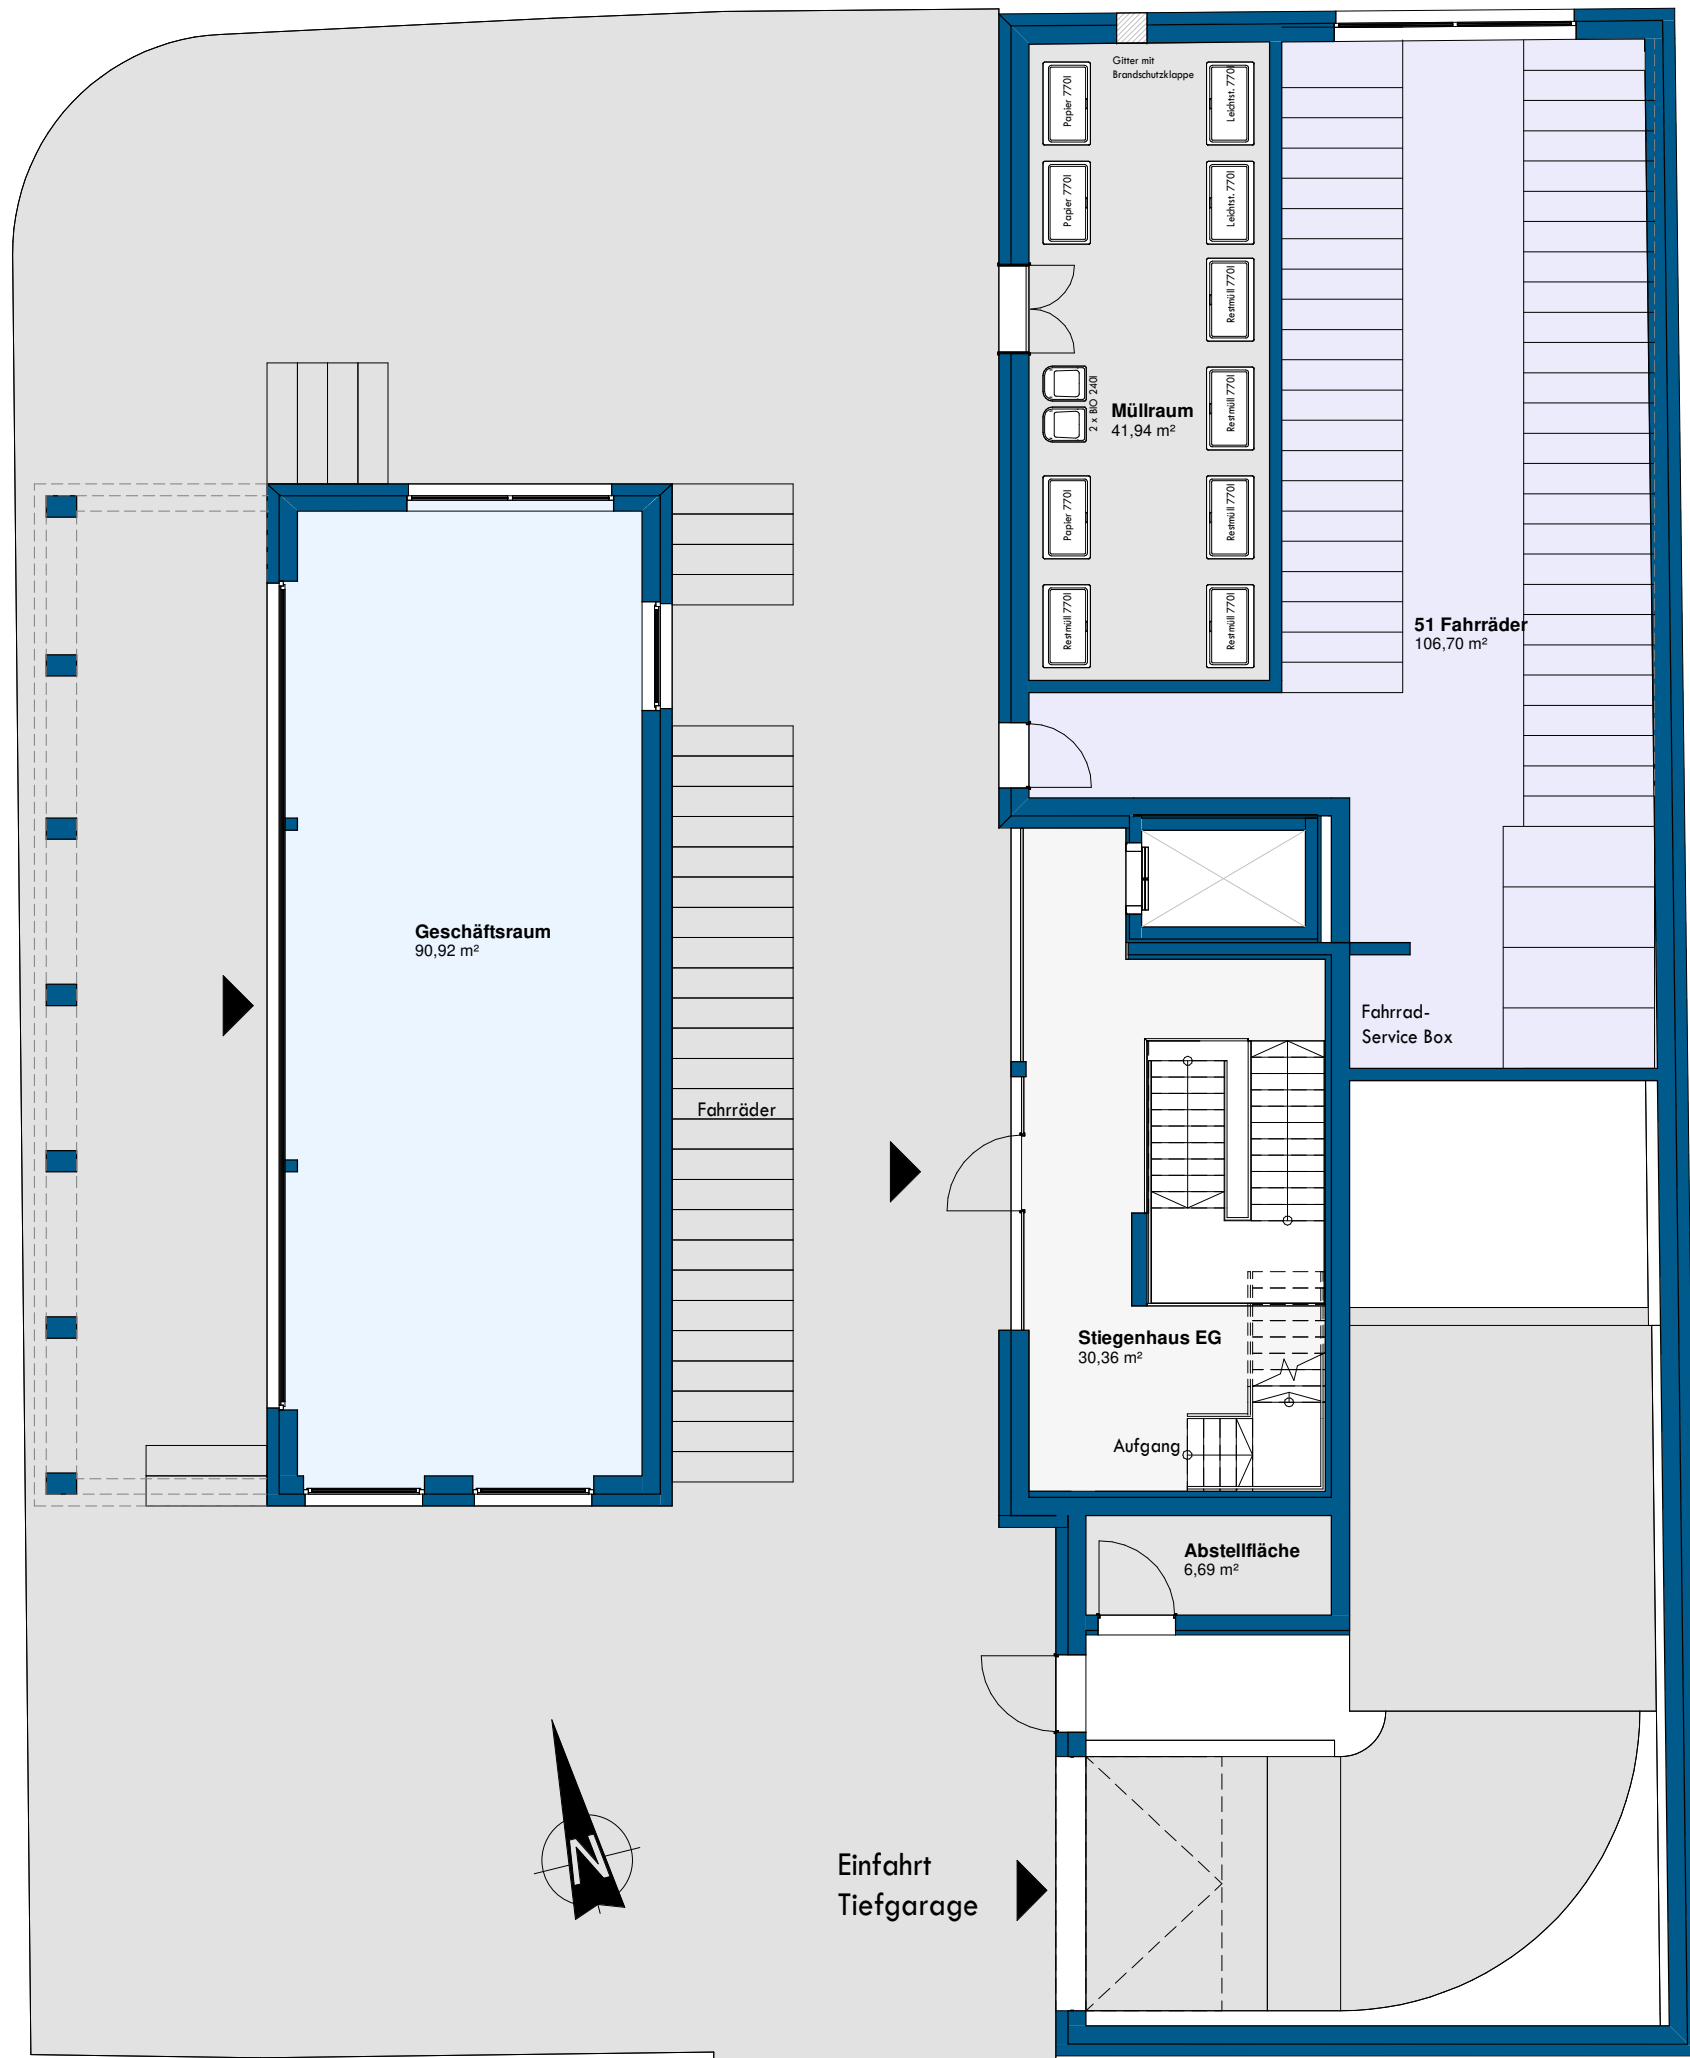 Gitter mit
Brandschutzklappe
Papier 770l
Leichtst. 770l
Papier 770l
Leichtst. 770l
Restmüll 770l
2 x BIO 240l
Restmüll 770l
Müllraum
41,94 m²
Papier 770l
Restmüll 770l
Restmüll 770l
Restmüll 770l
51 Fahrräder
106,70 m²
Geschäftsraum
90,92 m²
Fahrrad-
Service Box
Fahrräder
Stiegenhaus EG
30,36 m²
Aufgang
Abstellfläche
6,69 m²
N
Einfahrt
Tiefgarage